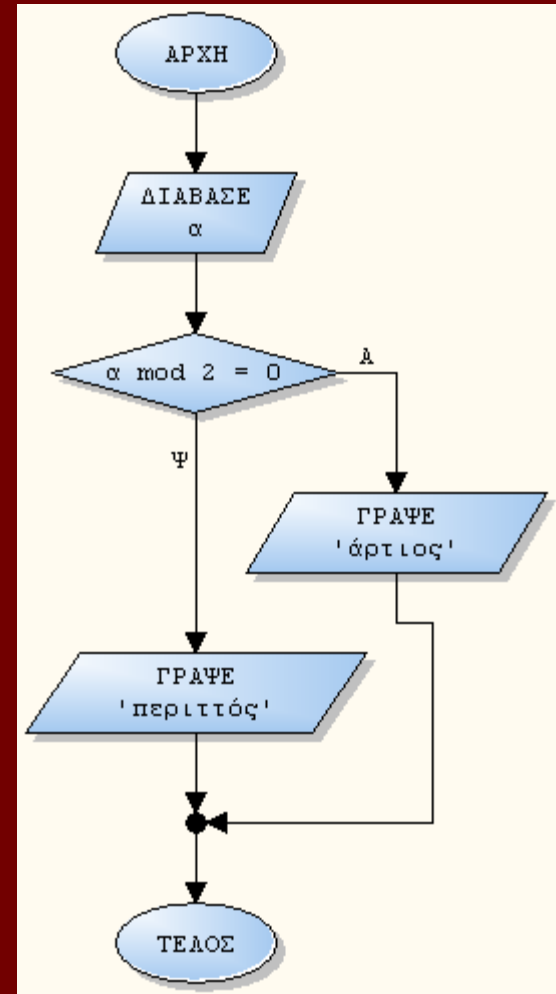 ΑΡΧΗ
ΔΙΑΒΑΣΕ
α
α mod 2 = 0
Α
Ψ
ΓΡΑΨΕ
'άρτιος'
ΓΡΑΨΕ
'περιττός'
ΤΕΛΟΣ